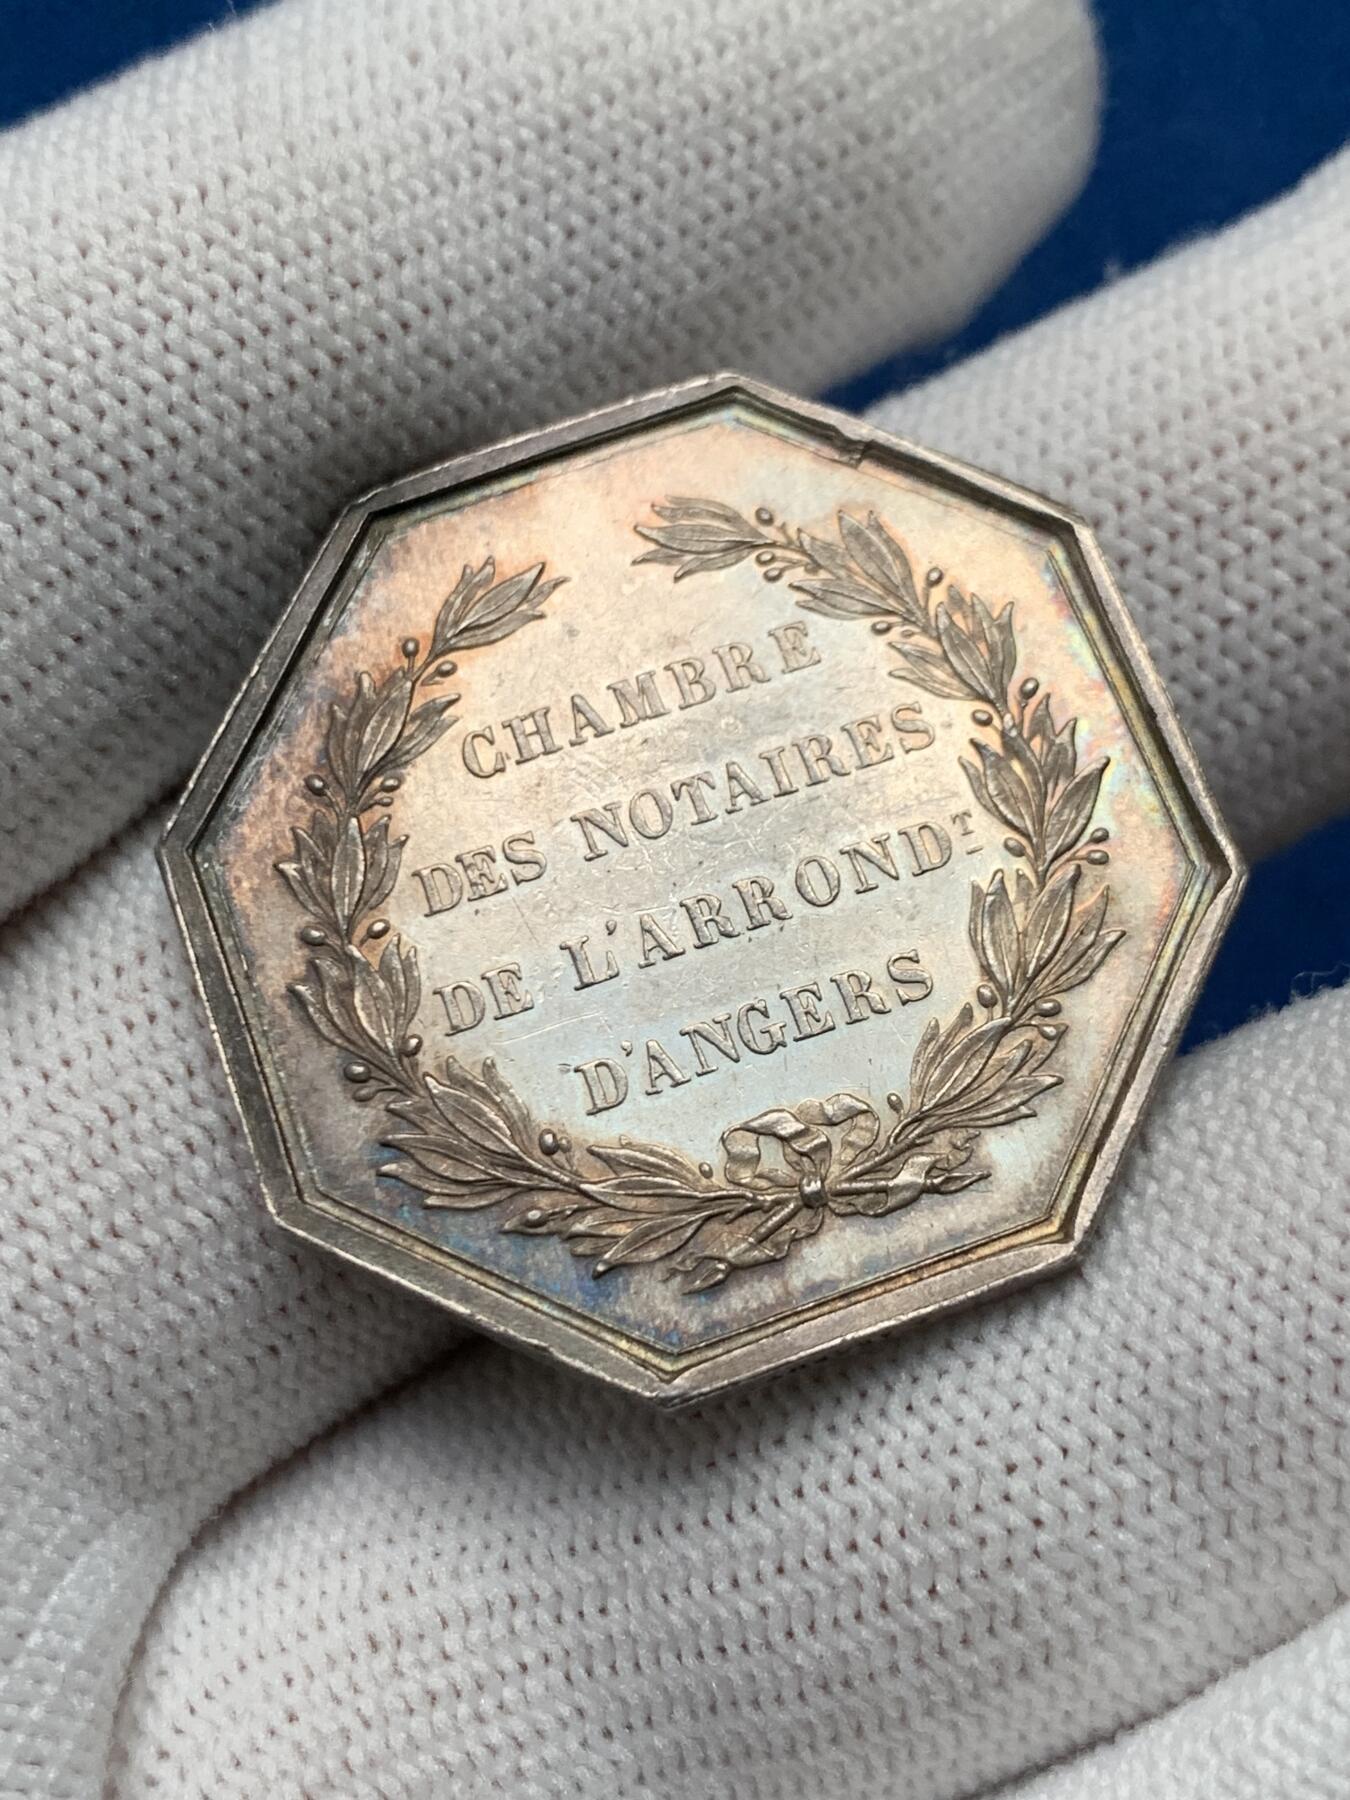 CHAMBRE
DES NOTAIRES
DE L'ARRONDT
D'ANGERS